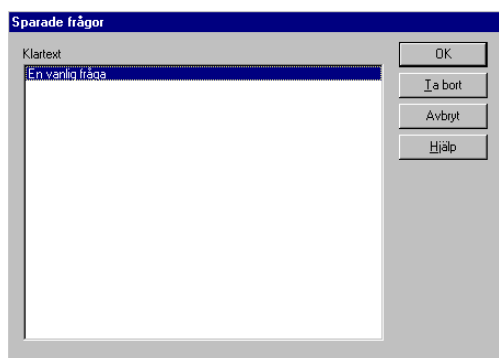 Sparade frågor
Klartext
En vanlig fråga
OK
Ta bort
Avbryt
Hjälp